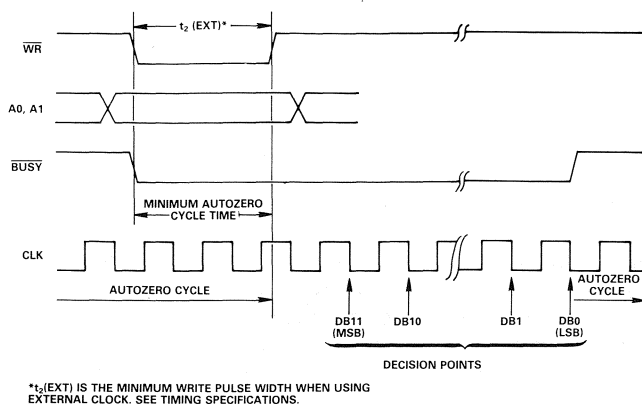 t₂ (EXT)*
WR
A0, A1
BUSY
MINIMUM AUTOZERO
CYCLE TIME
CLK
AUTOZERO CYCLE
AUTOZERO
CYCLE
DB11
(MSB)
DB10
DB1
DB0
(LSB)
DECISION POINTS
*t₂(EXT) IS THE MINIMUM WRITE PULSE WIDTH WHEN USING
EXTERNAL CLOCK. SEE TIMING SPECIFICATIONS.